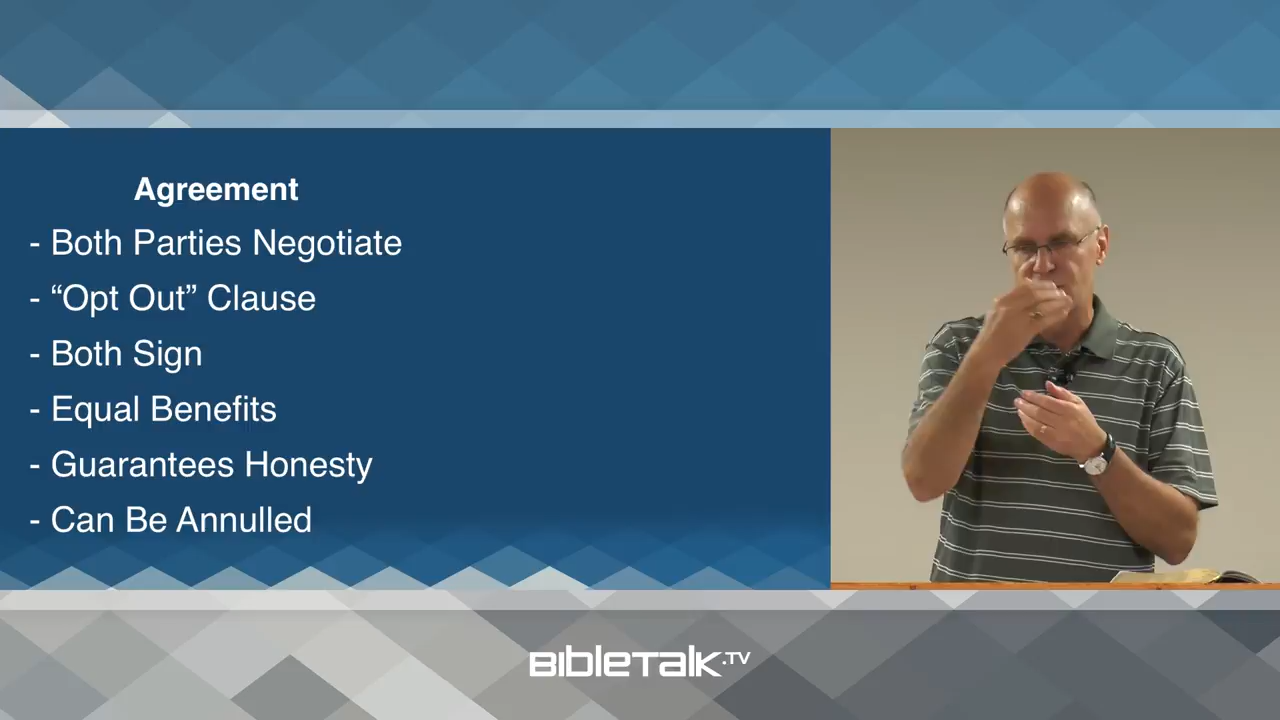 Agreement
- Both Parties Negotiate
- “Opt Out” Clause
- Both Sign
- Equal Benefits
- Guarantees Honesty
- Can Be Annulled
BIBLETALK.TV